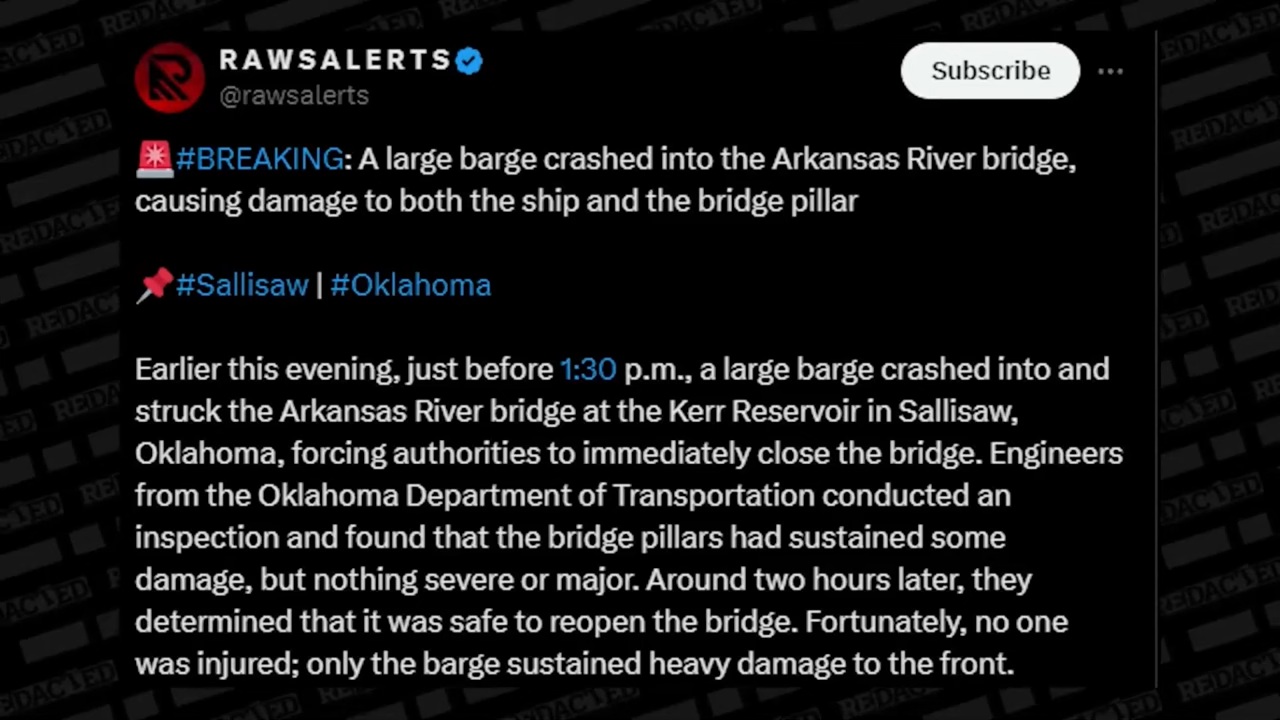 RAWSALERTS
@rawsalerts
Subscribe
🚨#BREAKING: A large barge crashed into the Arkansas River bridge,
causing damage to both the ship and the bridge pillar
📌#Sallisaw | #Oklahoma
Earlier this evening, just before 1:30 p.m., a large barge crashed into and
struck the Arkansas River bridge at the Kerr Reservoir in Sallisaw,
Oklahoma, forcing authorities to immediately close the bridge. Engineers
from the Oklahoma Department of Transportation conducted an
inspection and found that the bridge pillars had sustained some
damage, but nothing severe or major. Around two hours later, they
determined that it was safe to reopen the bridge. Fortunately, no one
was injured; only the barge sustained heavy damage to the front.
REDACTED